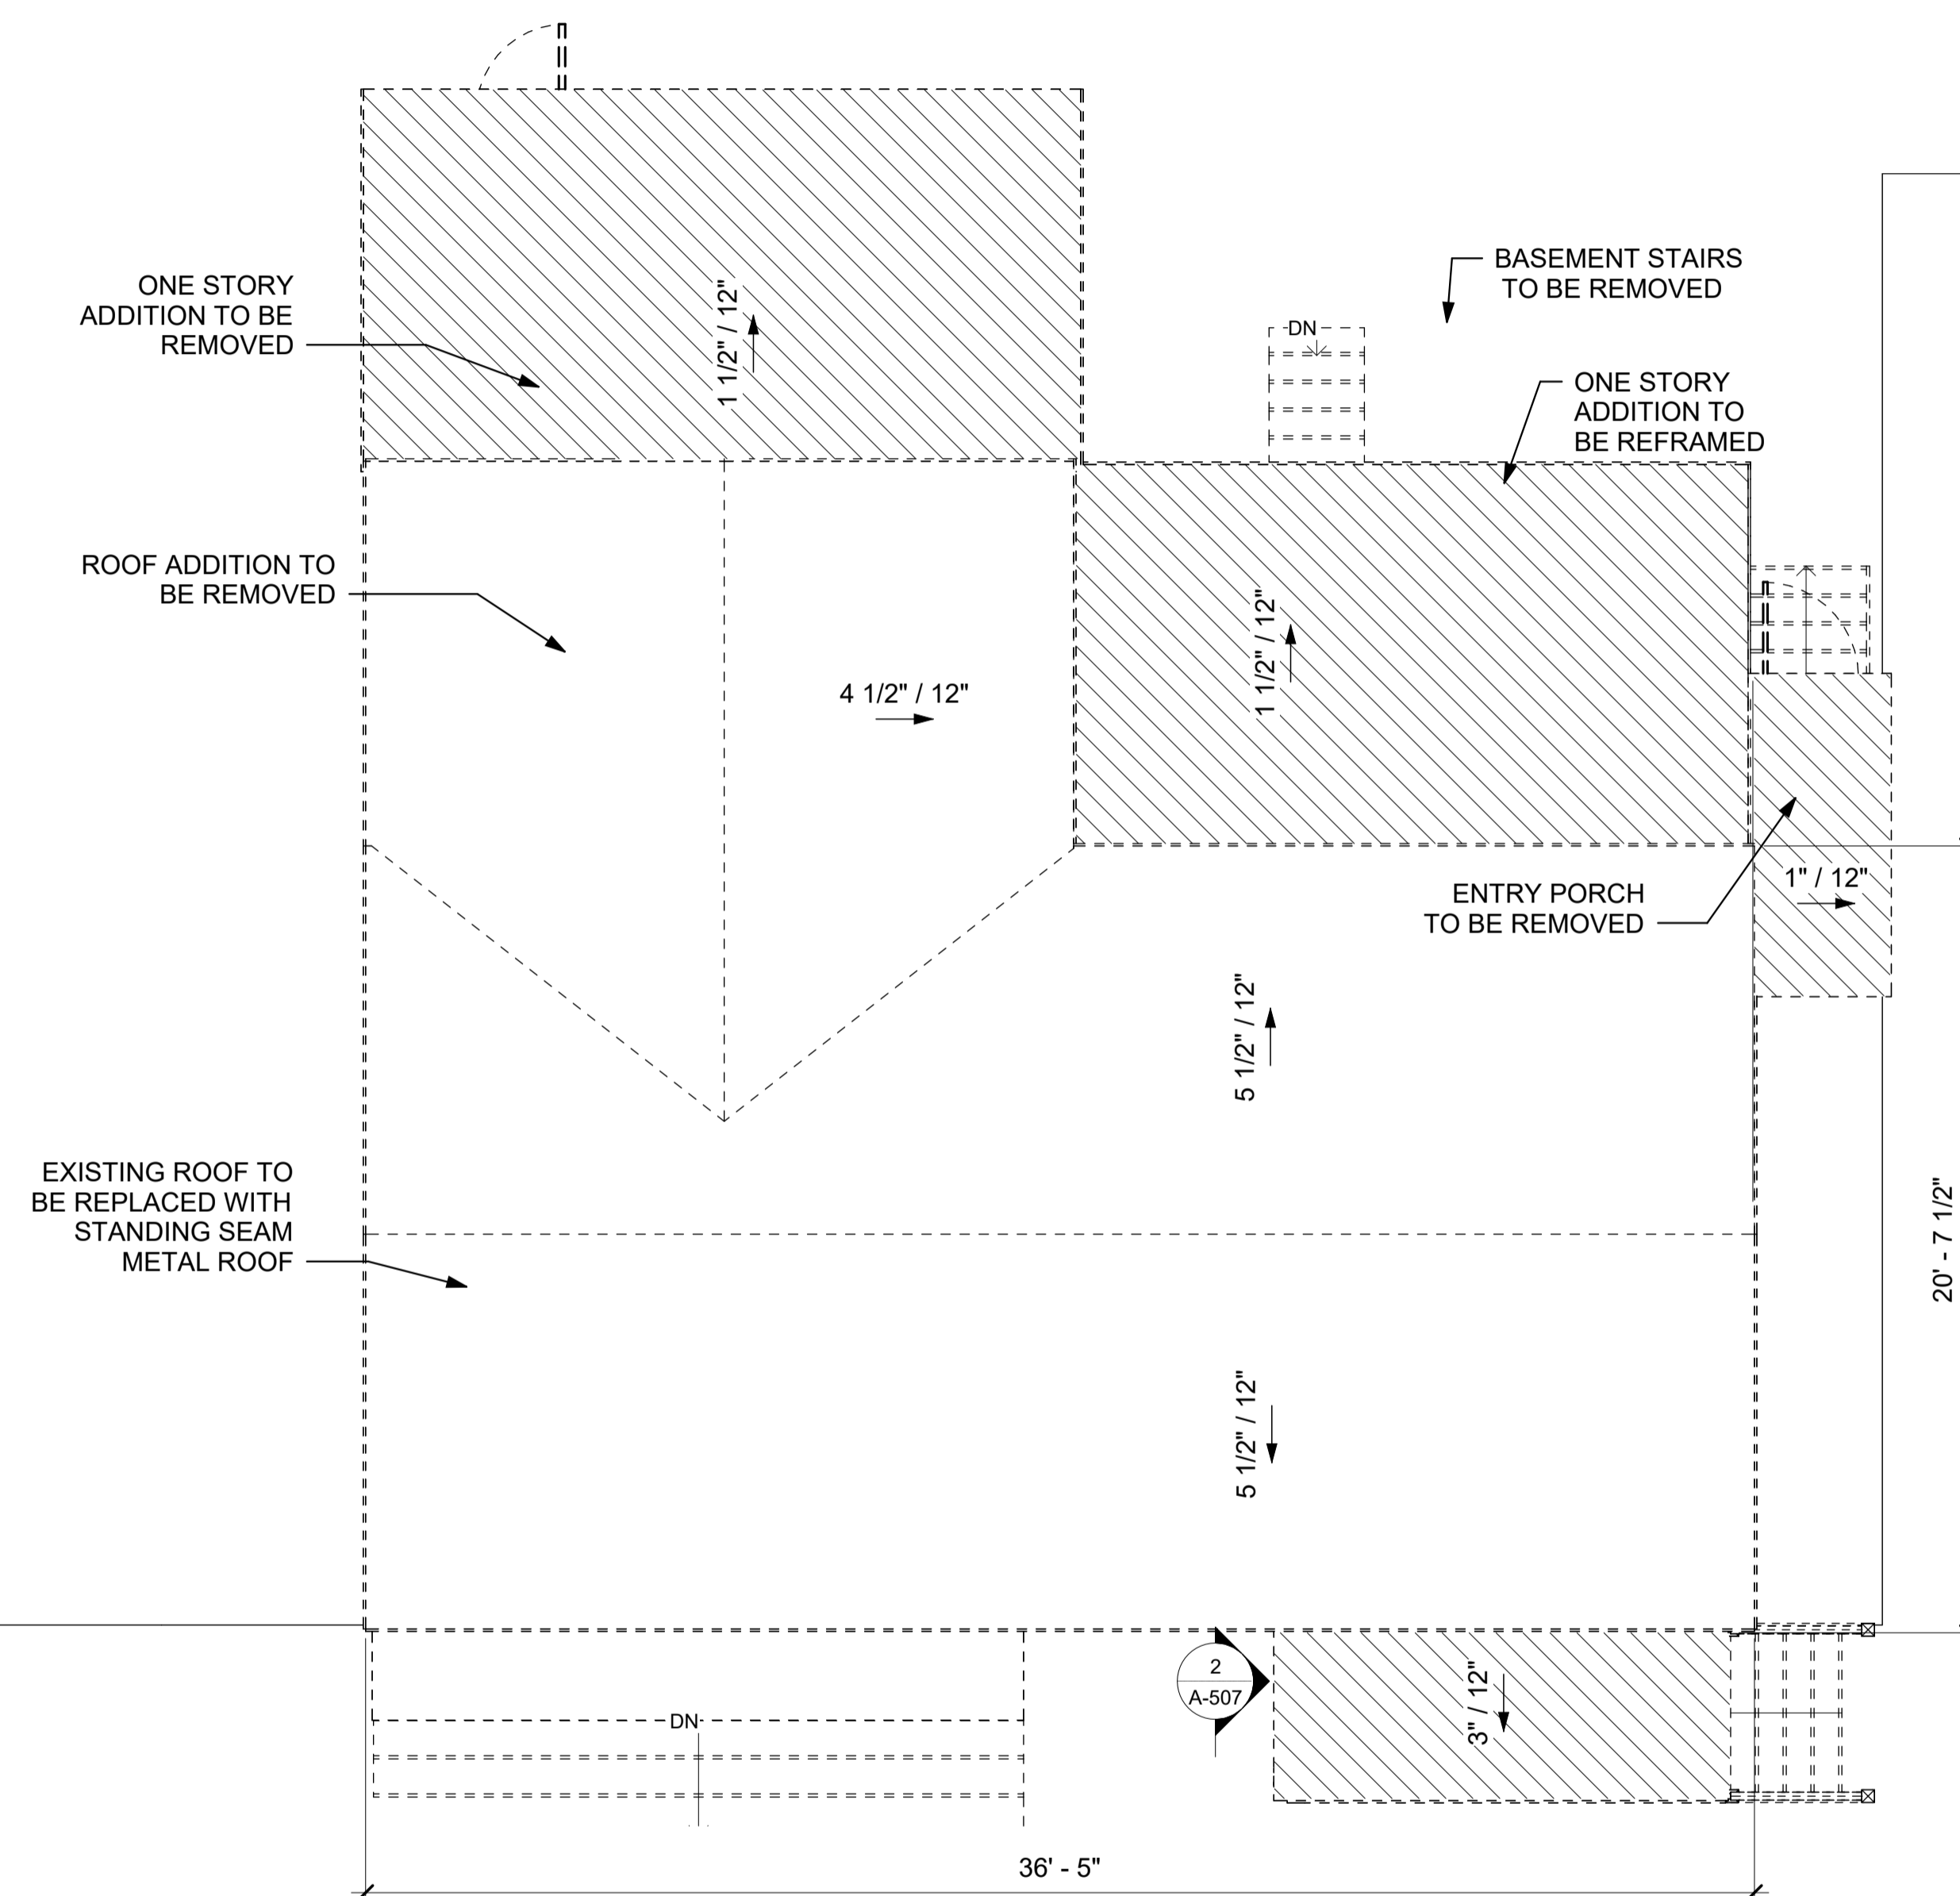 ONE STORY
ADDITION TO BE
REMOVED
1 1/2" / 12"
BASEMENT STAIRS
TO BE REMOVED
DN
ONE STORY
ADDITION TO
BE REFRAMED
ROOF ADDITION TO
BE REMOVED
4 1/2" / 12"
1 1/2" / 12"
ENTRY PORCH
TO BE REMOVED
1" / 12"
5 1/2" / 12"
EXISTING ROOF TO
BE REPLACED WITH
STANDING SEAM
METAL ROOF
20' - 7 1/2"
5 1/2" / 12"
2
A-507
3" / 12"
DN
36' - 5"